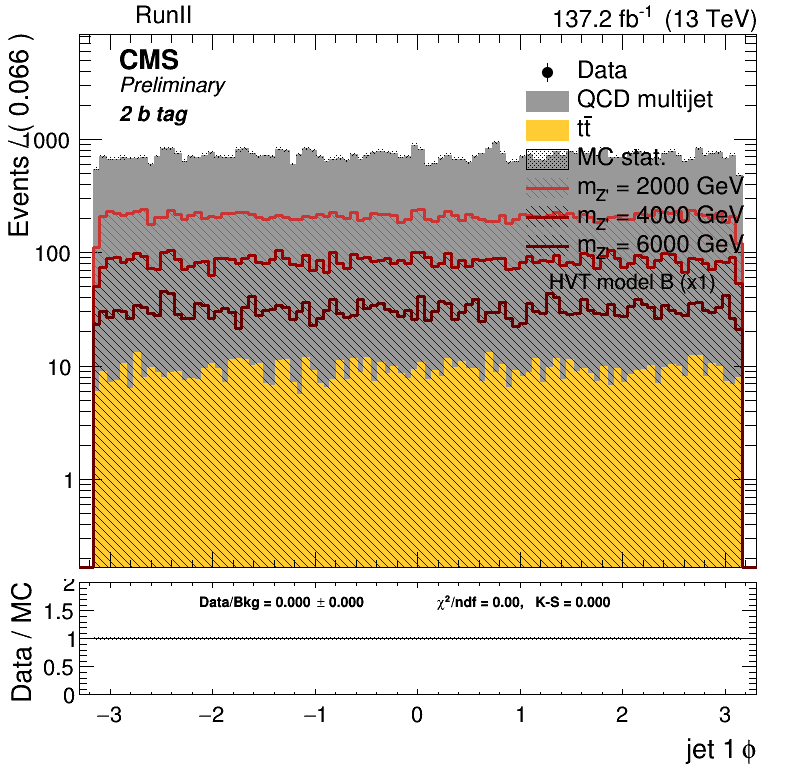 RunII 137.2 fb⁻¹ (13 TeV)
CMS
Preliminary
2 b tag
Data
QCD multijet
tt̄
MC stat.
m_Z' = 2000 GeV
m_Z' = 4000 GeV
m_Z' = 6000 GeV
HVT model B (x1)
Events / ( 0.066 )
1000
100
10
1
Data/Bkg = 0.000 ± 0.000 χ²/ndf = 0.00, K-S = 0.000
Data / MC
2
1.5
1
0.5
0
−3 −2 −1 0 1 2 3
jet 1 ϕ